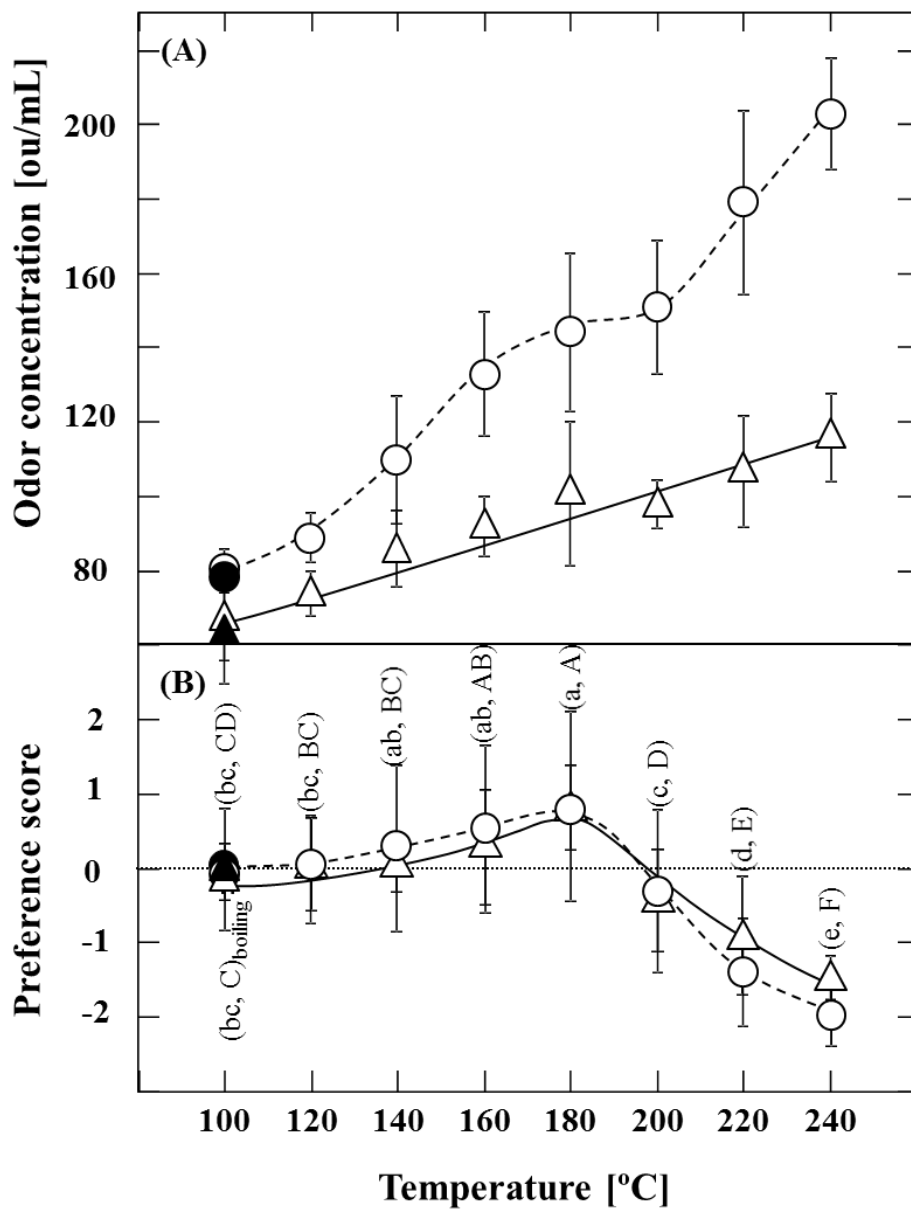 (A)
Odor concentration [ou/mL]
200
160
120
80
(B)
Preference score
2
1
0
-1
-2
(bc, CD)
(bc, C)boiling
(bc, BC)
(ab, BC)
(ab, AB)
(a, A)
(c, D)
(d, E)
(e, F)
100 120 140 160 180 200 220 240
Temperature [ºC]